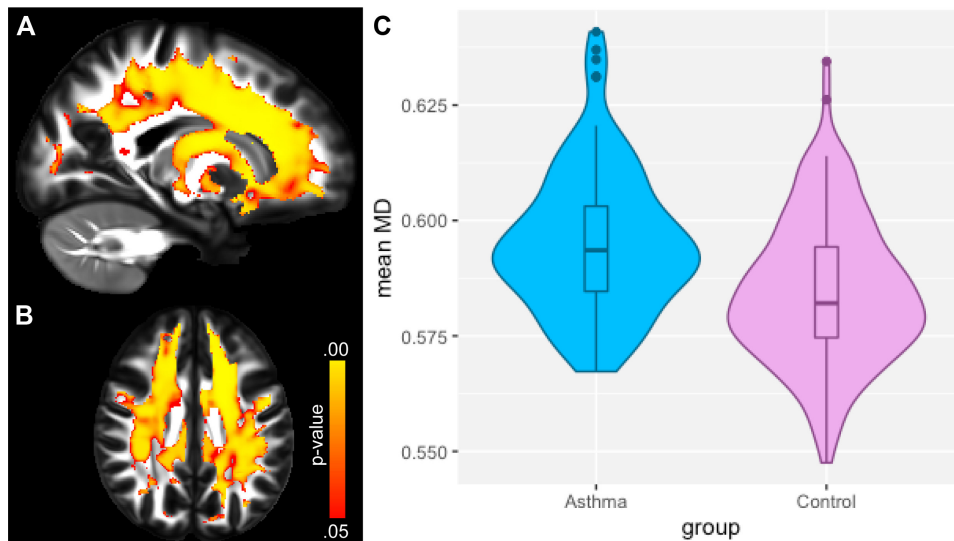 A
B
.00
p-value
.05
C
mean MD
0.625
0.600
0.575
0.550
Asthma
Control
group